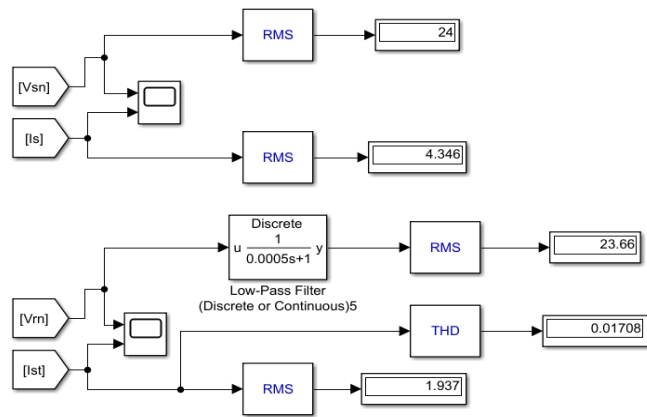 RMS
24
[Vsn]
[Is]
RMS
4.346
Discrete
u 1 y
0.0005s+1
RMS
23.66
Low-Pass Filter
(Discrete or Continuous)5
[Vrn]
THD
0.01708
[Ist]
RMS
1.937